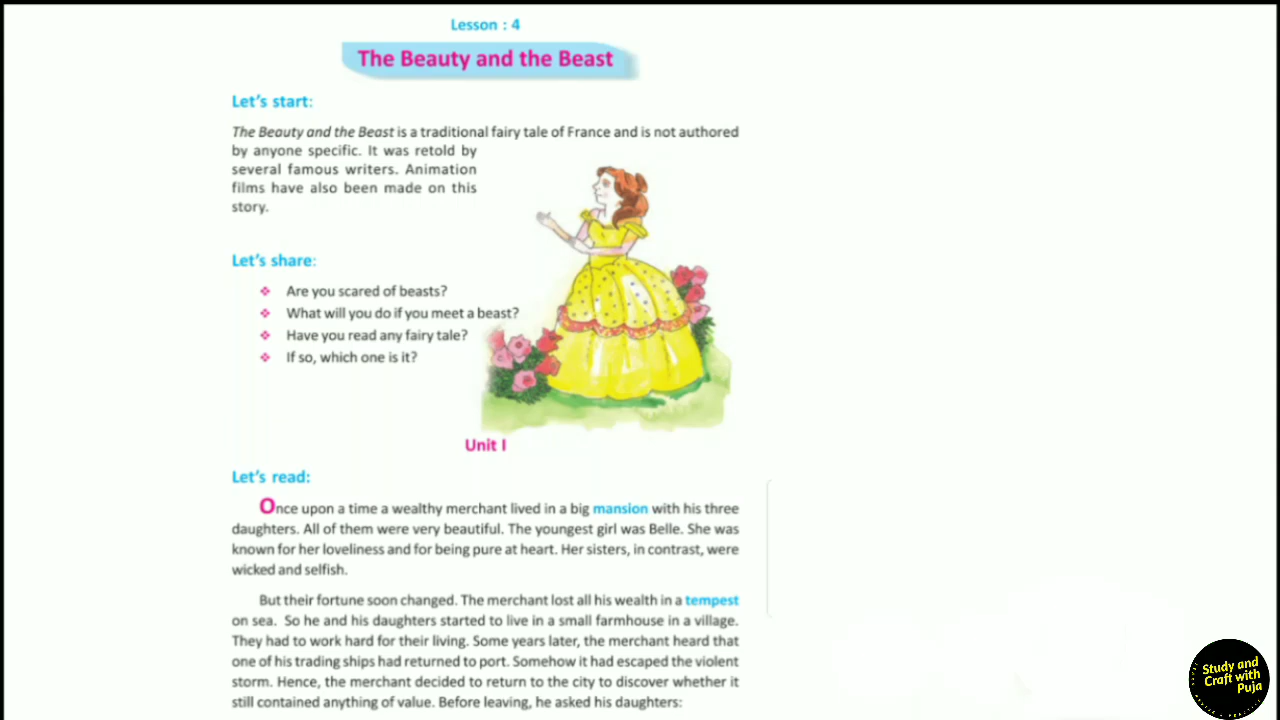 Lesson : 4
The Beauty and the Beast
Let's start:
The Beauty and the Beast is a traditional fairy tale of France and is not authored
by anyone specific. It was retold by
several famous writers. Animation
films have also been made on this
story.
Let's share:
❖ Are you scared of beasts?
❖ What will you do if you meet a beast?
❖ Have you read any fairy tale?
❖ If so, which one is it?
Unit I
Let's read:
Once upon a time a wealthy merchant lived in a big mansion with his three
daughters. All of them were very beautiful. The youngest girl was Belle. She was
known for her loveliness and for being pure at heart. Her sisters, in contrast, were
wicked and selfish.
But their fortune soon changed. The merchant lost all his wealth in a tempest
on sea. So he and his daughters started to live in a small farmhouse in a village.
They had to work hard for their living. Some years later, the merchant heard that
one of his trading ships had returned to port. Somehow it had escaped the violent
storm. Hence, the merchant decided to return to the city to discover whether it
still contained anything of value. Before leaving, he asked his daughters:
Study and
Craft with
Puja